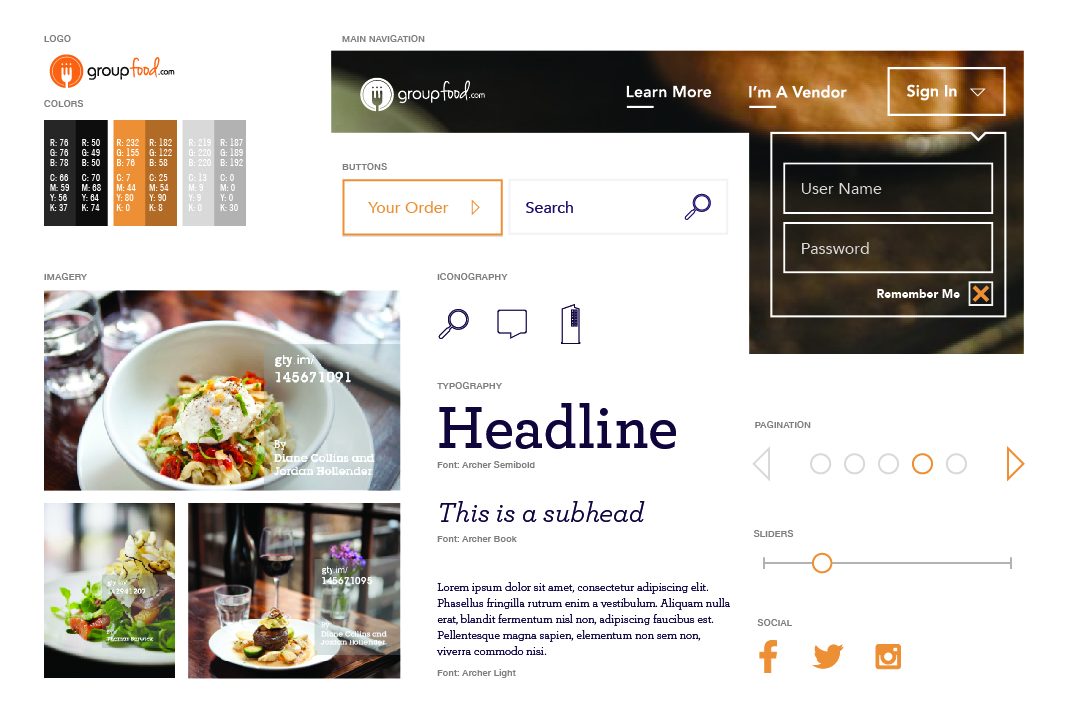 LOGO
groupfood.com
COLORS
R: 76 R: 50 R: 232 R: 182 R: 219 R: 187
G: 76 G: 49 G: 155 G: 122 G: 220 G: 189
B: 78 B: 50 B: 76 B: 58 B: 220 B: 192
C: 66 C: 70 C: 7 C: 25 C: 13 C: 0
M: 59 M: 68 M: 44 M: 54 M: 9 M: 0
Y: 56 Y: 64 Y: 80 Y: 90 Y: 9 Y: 0
K: 37 K: 74 K: 0 K: 8 K: 0 K: 30
MAIN NAVIGATION
groupfood.com
Learn More
I'm A Vendor
Sign In
User Name
Password
Remember Me
BUTTONS
Your Order
Search
IMAGERY
gty im/
145671091
By
Diane Collins and
Jordan Hollender
gty im/
By
Thomas Barwick
gty.im/
145671095
By
Diane Collins and
Jordan Hollender
ICONOGRAPHY
TYPOGRAPHY
Headline
Font: Archer Semibold
This is a subhead
Font: Archer Book
Lorem ipsum dolor sit amet, consectetur adipiscing elit.
Phasellus fringilla rutrum enim a vestibulum. Aliquam nulla
erat, blandit fermentum nisl non, adipiscing faucibus est.
Pellentesque magna sapien, elementum non sem non,
viverra commodo nisi.
Font: Archer Light
PAGINATION
SLIDERS
SOCIAL